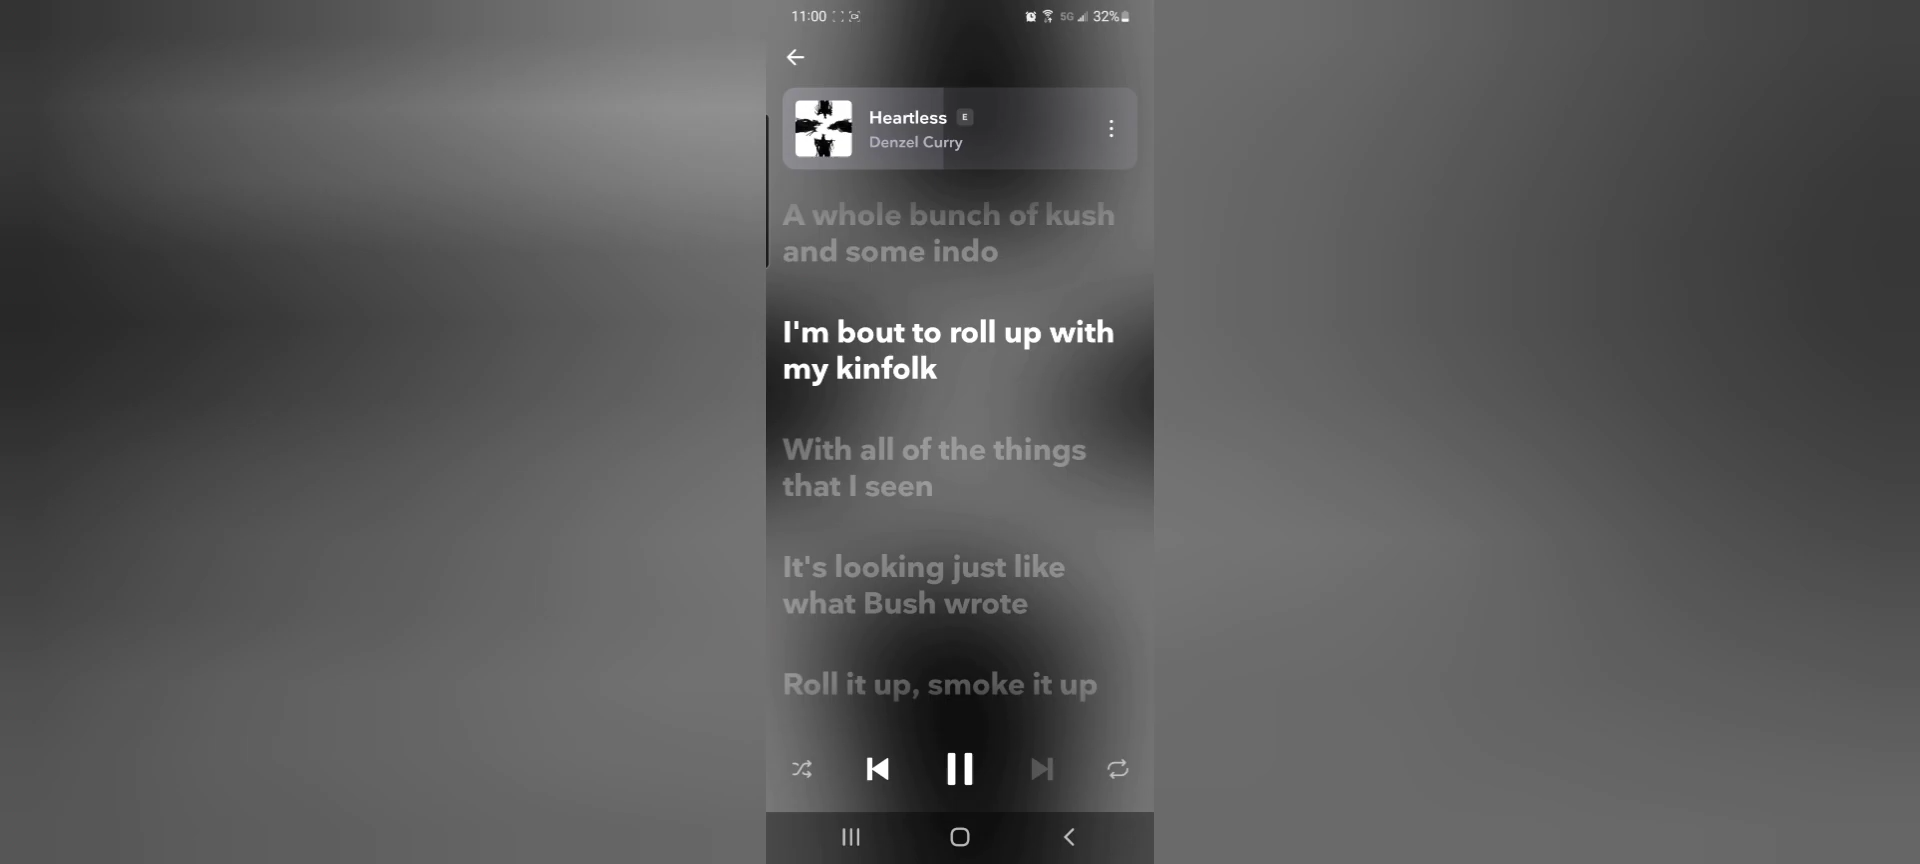 11:00 5G 32%
Heartless E
Denzel Curry
A whole bunch of kush
and some indo
I'm bout to roll up with
my kinfolk
With all of the things
that I seen
It's looking just like
what Bush wrote
Roll it up, smoke it up